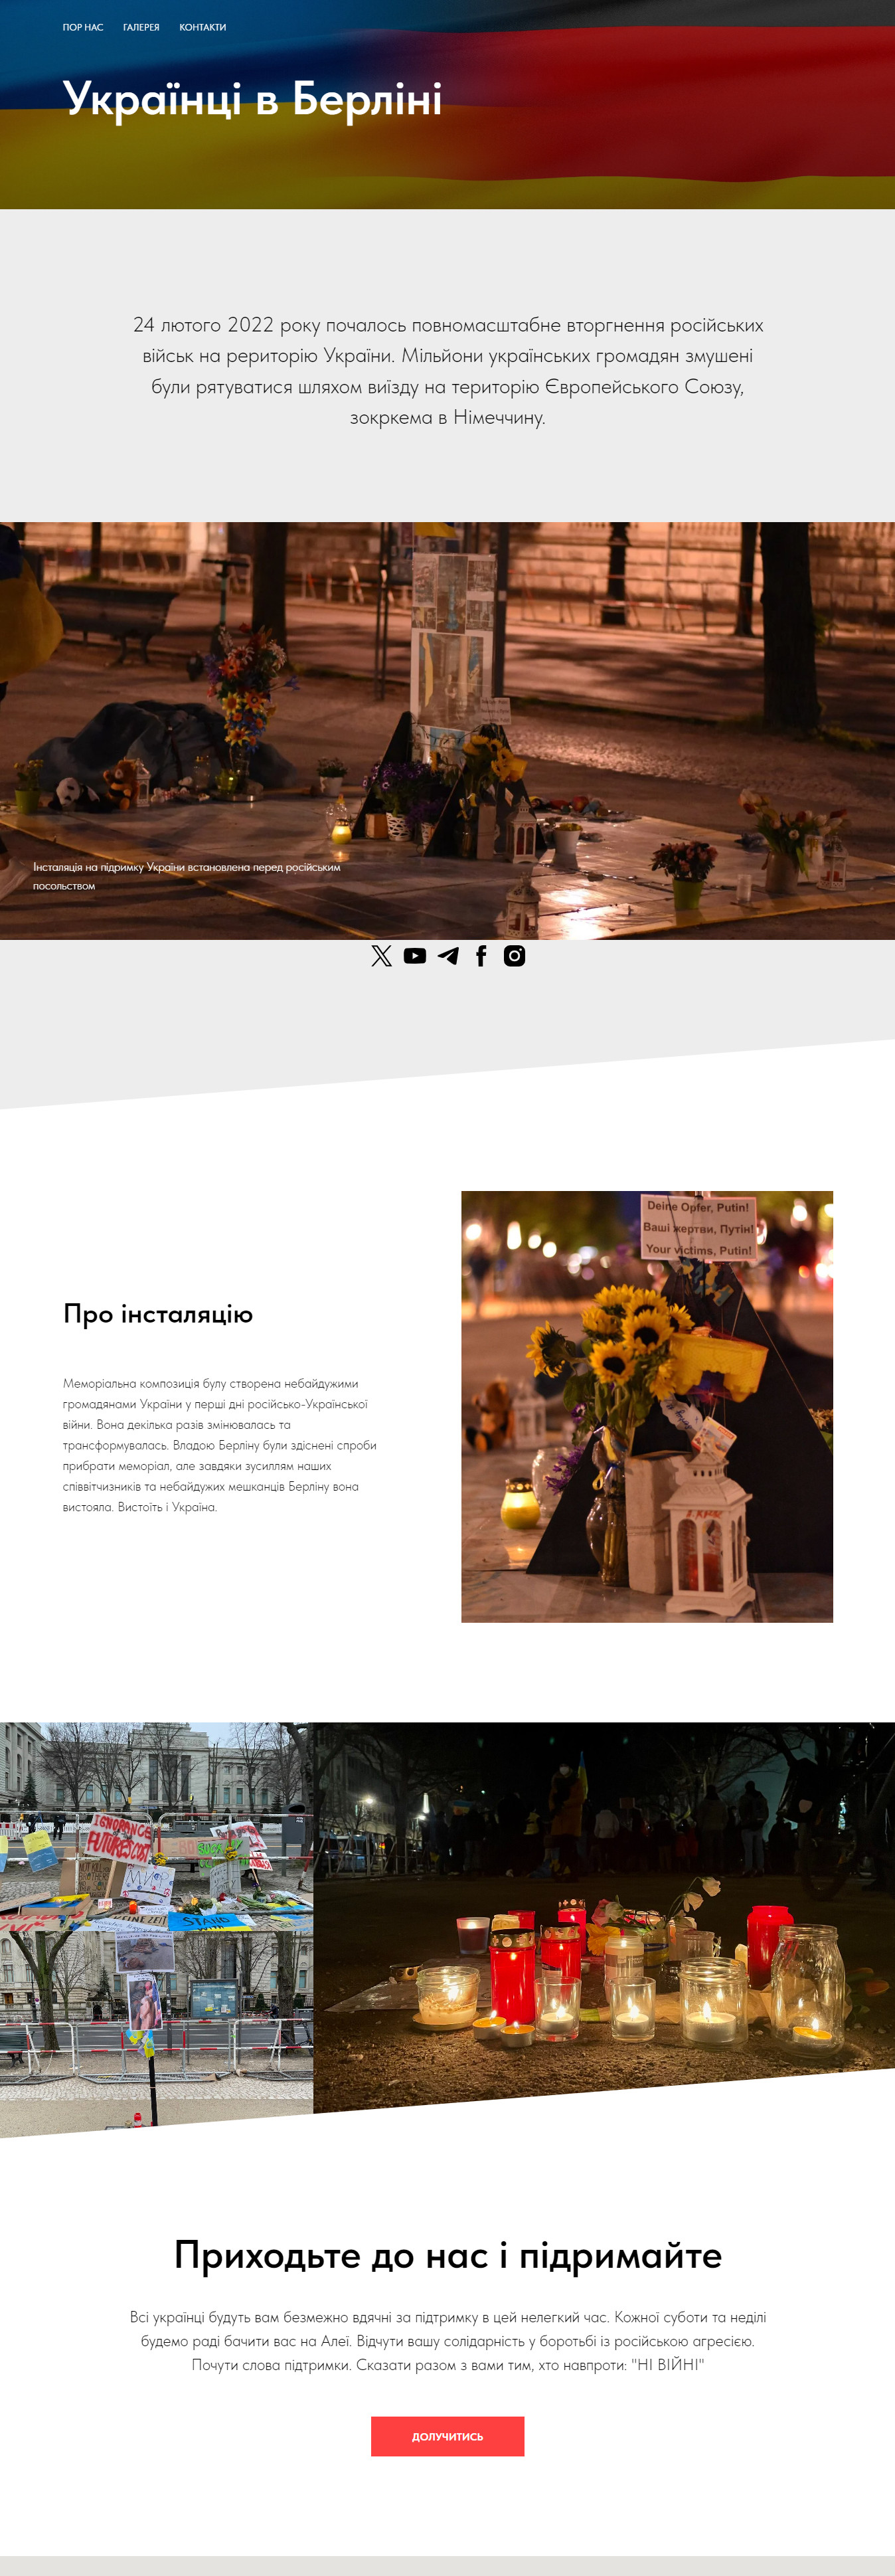 ПОР НАС ГАЛЕРЕЯ КОНТАКТИ
Українці в Берліні
24 лютого 2022 року почалось повномасштабне вторгнення російських
військ на рериторію України. Мільйони українських громадян змушені
були рятуватися шляхом виїзду на територію Європейського Союзу,
зокркема в Німеччину.
Інсталяція на підримку України встановлена перед російським
посольством
Deine Opfer, Putin!
Ваші жертви, Путін!
Your victims, Putin!
Про інсталяцію
Меморіальна композиція булу створена небайдужими
громадянами України у перші дні російсько-Української
війни. Вона декілька разів змінювалась та
трансформувалась. Владою Берліну були здіснені спроби
прибрати меморіал, але завдяки зусиллям наших
співвітчизників та небайдужих мешканців Берліну вона
вистояла. Вистоїть і Україна.
IGNORANCE
МИР
STAND
Приходьте до нас і підримайте
Всі українці будуть вам безмежно вдячні за підтримку в цей нелегкий час. Кожної суботи та неділі
будемо раді бачити вас на Алеї. Відчути вашу солідарність у боротьбі із російською агресією.
Почути слова підтримки. Сказати разом з вами тим, хто навпроти: "НІ ВІЙНІ"
ДОЛУЧИТИСЬ